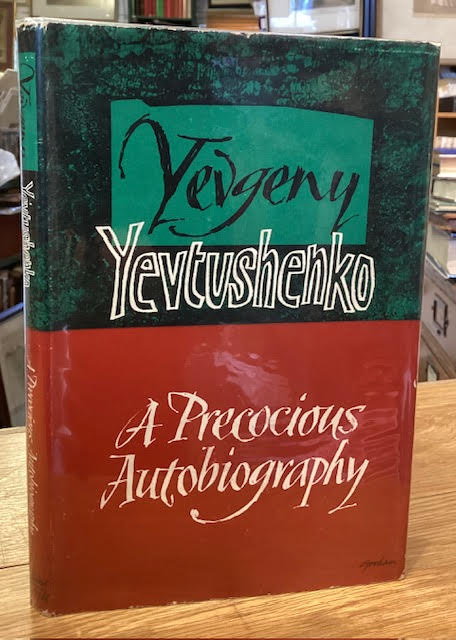 Yevgeny
Yevtushenko
A Precocious
Autobiography
Yevtushenko